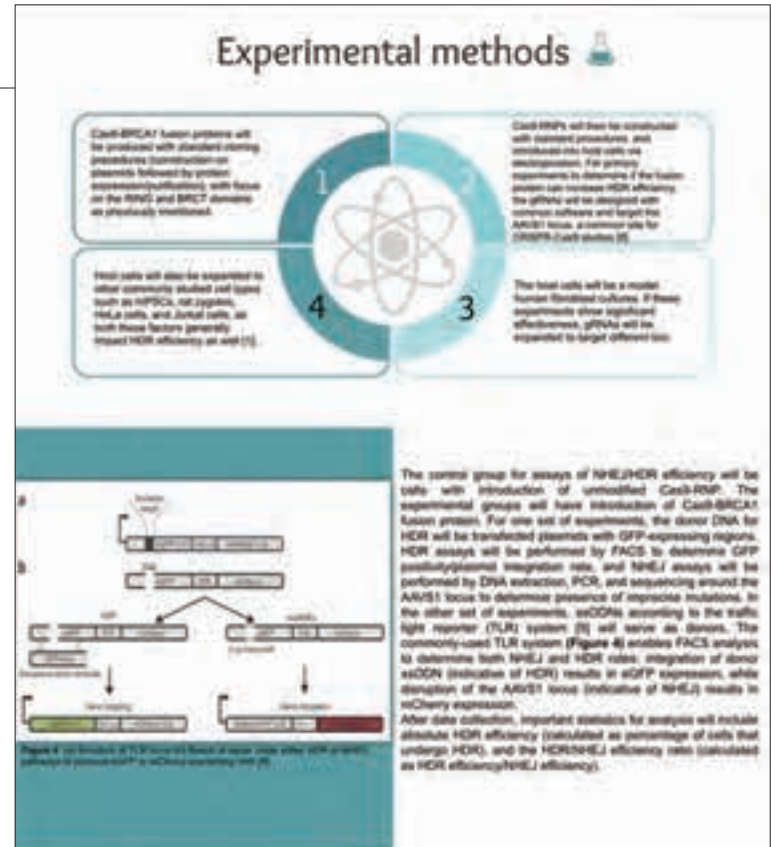 Experimental methods
1
Cas9-BRCA1 fusion proteins will
be produced with standard cloning
procedures (construction on
plasmids followed by protein
expression/purification), with focus
on the RING and BRCT domains
as previously mentioned.
2
Cas9-RNPs will then be constructed
with standard procedures, and
introduced into host cells via
electroporation. For primary
experiments to determine if the fusion
protein can increase HDR efficiency,
the gRNAs will be designed with
common software and target the
AAVS1 locus, a common site for
CRISPR-Cas9 studies
3
The host cells will be a model
human fibroblast cultures. If these
experiments show significant
effectiveness, gRNAs will be
expanded to target different loci.
4
Host cells will also be expanded to
other commonly studied cell types
such as hiPSCs, rat zygotes,
HeLa cells, and Jurkat cells, as
both those factors generally
impact HDR efficiency as well [1].
a
b
The control group for assays of NHEJ/HDR efficiency will be
cells with introduction of unmodified Cas9-RNP. The
experimental groups will have introduction of Cas9-BRCA1
fusion protein. For one set of experiments, the donor DNA for
HDR will be transfected plasmids with GFP-expressing regions.
HDR assays will be performed by FACS to determine GFP
positivity/plasmid integration rate, and NHEJ assays will be
performed by DNA extraction, PCR, and sequencing around the
AAVS1 locus to determine presence of imprecise mutations. In
the other set of experiments, ssODNs according to the traffic
light reporter (TLR) system will serve as donors. The
commonly-used TLR system (Figure 4) enables FACS analysis
to determine both NHEJ and HDR rates: integration of donor
ssODN (indicative of HDR) results in eGFP expression, while
disruption of the AAVS1 locus (indicative of NHEJ) results in
mCherry expression.
After data collection, important statistics for analysis will include
absolute HDR efficiency (calculated as percentage of cells that
undergo HDR), and the HDR/NHEJ efficiency ratio (calculated
as HDR efficiency/NHEJ efficiency).